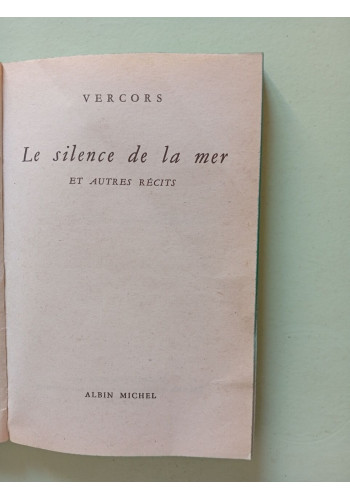 VERCORS
Le silence de la mer
ET AUTRES RÉCITS
ALBIN MICHEL